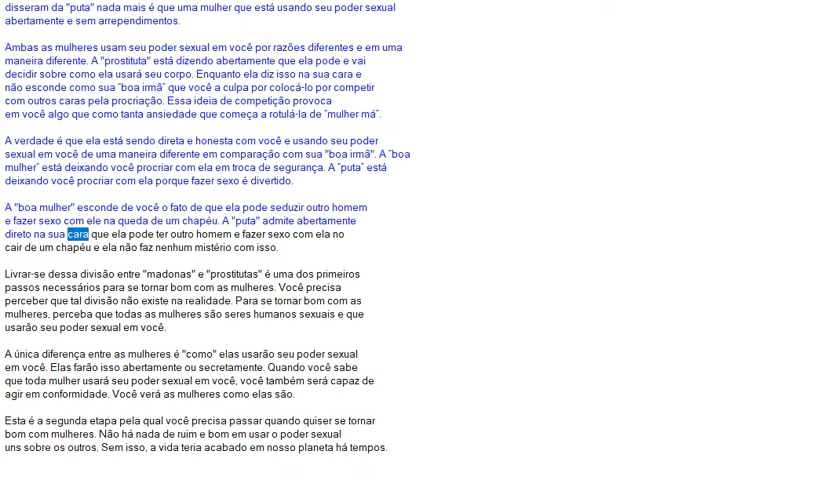 disseram da "puta" nada mais é que uma mulher que está usando seu poder sexual
abertamente e sem arrependimentos.
Ambas as mulheres usam seu poder sexual em você por razões diferentes e em uma
maneira diferente. A "prostituta" está dizendo abertamente que ela pode e vai
decidir sobre como ela usará seu corpo. Enquanto ela diz isso na sua cara e
não esconde como sua ˝boa irmã˝ que você a culpa por colocá-lo por competir
com outros caras pela procriação. Essa ideia de competição provoca
em você algo que como tanta ansiedade que começa a rotulá-la de ˝mulher má˝.
A verdade é que ela está sendo direta e honesta com você e usando seu poder
sexual em você de uma maneira diferente em comparação com sua "boa irmã". A ˝boa
mulher˝ está deixando você procriar com ela em troca de segurança. A ˝puta˝ está
deixando você procriar com ela porque fazer sexo é divertido.
A "boa mulher" esconde de você o fato de que ela pode seduzir outro homem
e fazer sexo com ele na queda de um chapéu. A "puta" admite abertamente
direto na sua cara que ela pode ter outro homem e fazer sexo com ela no
cair de um chapéu e ela não faz nenhum mistério com isso.
Livrar-se dessa divisão entre "madonas" e "prostitutas" é uma dos primeiros
passos necessários para se tornar bom com as mulheres. Você precisa
perceber que tal divisão não existe na realidade. Para se tornar bom com as
mulheres, perceba que todas as mulheres são seres humanos sexuais e que
usarão seu poder sexual em você.
A única diferença entre as mulheres é "como" elas usarão seu poder sexual
em você. Elas farão isso abertamente ou secretamente. Quando você sabe
que toda mulher usará seu poder sexual em você, você também será capaz de
agir em conformidade. Você verá as mulheres como elas são.
Esta é a segunda etapa pela qual você precisa passar quando quiser se tornar
bom com mulheres. Não há nada de ruim e bom em usar o poder sexual
uns sobre os outros. Sem isso, a vida teria acabado em nosso planeta há tempos.